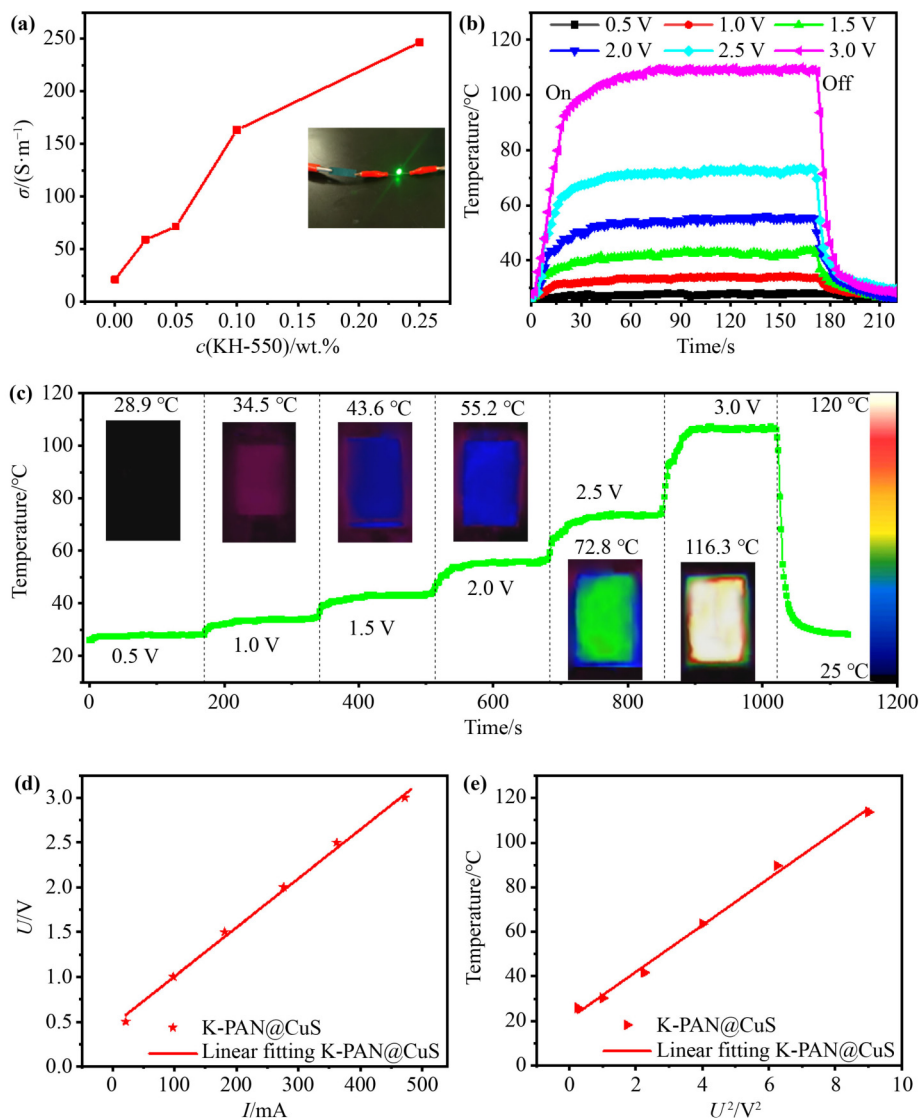 (a)
250
200
150
100
50
0
σ/(S·m⁻¹)
0.00 0.05 0.10 0.15 0.20 0.25
c(KH-550)/wt.%
(b)
0.5 V 1.0 V 1.5 V
2.0 V 2.5 V 3.0 V
120
100
80
60
40
Temperature/°C
On
Off
0 30 60 90 120 150 180 210
Time/s
(c)
120
100
80
60
40
20
Temperature/°C
28.9 °C 34.5 °C 43.6 °C 55.2 °C 3.0 V 120 °C
2.5 V
72.8 °C 116.3 °C
2.0 V
1.5 V
1.0 V
0.5 V
25 °C
0 200 400 600 800 1000 1200
Time/s
(d)
3.0
2.5
2.0
1.5
1.0
0.5
0.0
U/V
K-PAN@CuS
Linear fitting K-PAN@CuS
0 100 200 300 400 500
I/mA
(e)
120
100
80
60
40
20
0
Temperature/°C
K-PAN@CuS
Linear fitting K-PAN@CuS
0 2 4 6 8 10
U²/V²